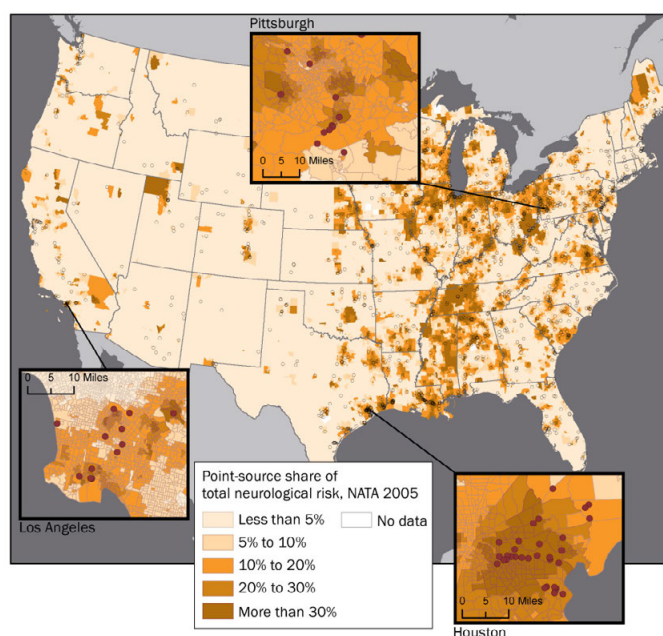 Pittsburgh
0 5 10 Miles
0 5 10 Miles
Los Angeles
Point-source share of
total neurological risk, NATA 2005
Less than 5%
No data
5% to 10%
10% to 20%
20% to 30%
More than 30%
0 5 10 Miles
Houston